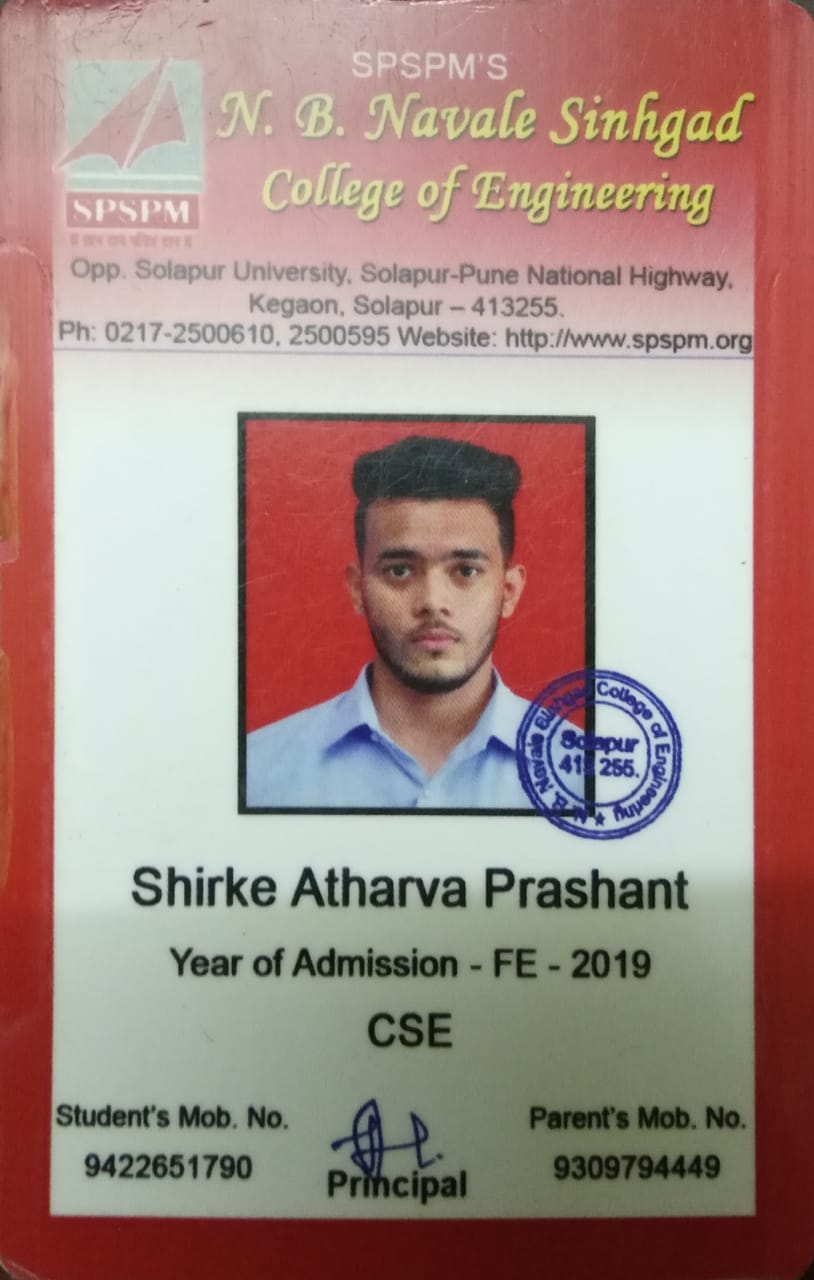 SPSPM'S
N. B. Navale Sinhgad
College of Engineering
SPSPM
Opp. Solapur University, Solapur-Pune National Highway,
Kegaon, Solapur – 413255.
Ph: 0217-2500610, 2500595 Website: http://www.spspm.org
N. B. Navale Sinhgad College of Engineering
Solapur
413 255.
Shirke Atharva Prashant
Year of Admission - FE - 2019
CSE
Student's Mob. No.
9422651790
Principal
Parent's Mob. No.
9309794449